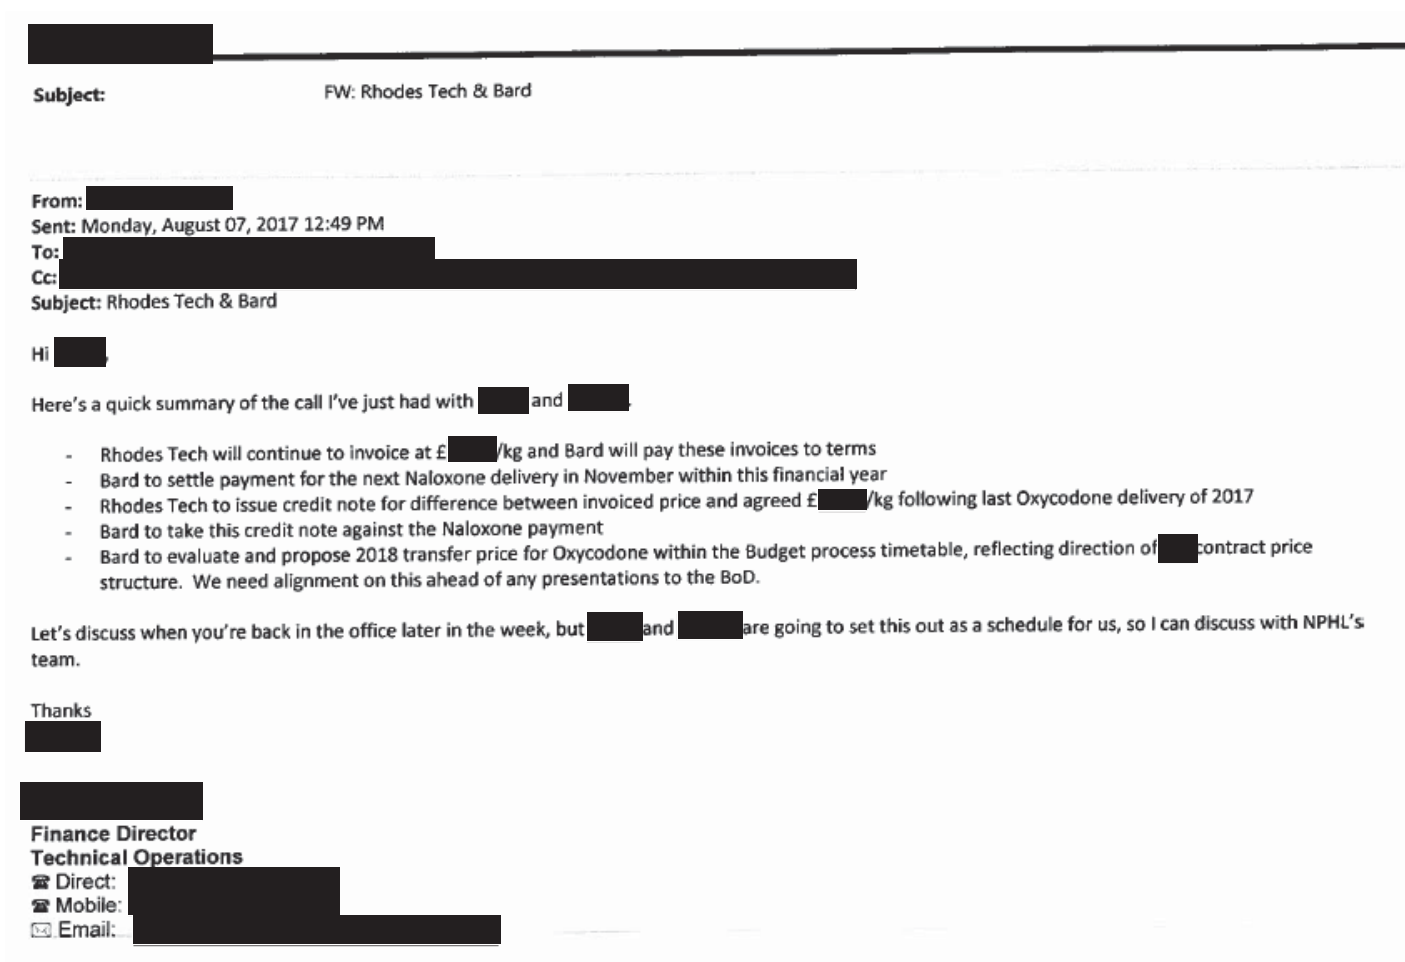 Subject: FW: Rhodes Tech & Bard
From:
Sent: Monday, August 07, 2017 12:49 PM
To:
Cc:
Subject: Rhodes Tech & Bard
Hi ,
Here's a quick summary of the call I've just had with and .
- Rhodes Tech will continue to invoice at £ /kg and Bard will pay these invoices to terms
- Bard to settle payment for the next Naloxone delivery in November within this financial year
- Rhodes Tech to issue credit note for difference between invoiced price and agreed £ /kg following last Oxycodone delivery of 2017
- Bard to take this credit note against the Naloxone payment
- Bard to evaluate and propose 2018 transfer price for Oxycodone within the Budget process timetable, reflecting direction of contract price
structure. We need alignment on this ahead of any presentations to the BoD.
Let's discuss when you're back in the office later in the week, but and are going to set this out as a schedule for us, so I can discuss with NPHL's
team.
Thanks
Finance Director
Technical Operations
☎ Direct:
☎ Mobile:
✉ Email: